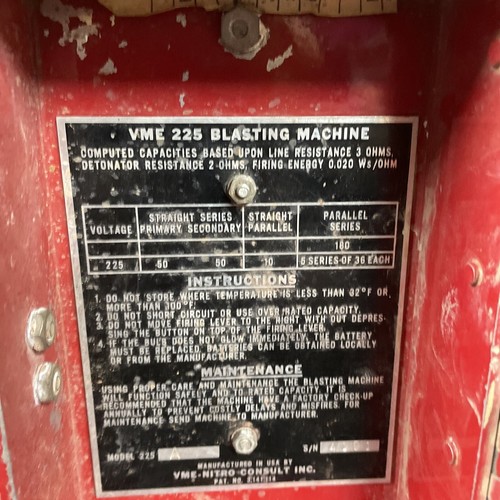 VME 225 BLASTING MACHINE
COMPUTED CAPACITIES BASED UPON LINE RESISTANCE 3 OHMS,
DETONATOR RESISTANCE 2 OHMS, FIRING ENERGY 0.020 Ws/OHM
VOLTAGE STRAIGHT SERIES PRIMARY SECONDARY STRAIGHT PARALLEL PARALLEL SERIES
180
225 50 50 10 5 SERIES OF 36 EACH
INSTRUCTIONS
1. DO NOT STORE WHERE TEMPERATURE IS LESS THAN 32°F OR
MORE THAN °F
2. DO NOT SHORT CIRCUIT OR USE OVER RATED CAPACITY.
3. DO NOT MOVE FIRING LEVER TO THE RIGHT WITH OUT DEPRES-
SING THE BUTTON IN TOP OF THE FIRING LEVER.
4. IF THE BULB DOES NOT GLOW IMMEDIATELY, THE BATTERY
MUST BE REPLACED. BATTERIES CAN BE OBTAINED LOCALLY
OR FROM THE MANUFACTURER.
MAINTENANCE
USING PROPER CARE AND MAINTENANCE THE BLASTING MACHINE
WILL FUNCTION SAFELY AND TO ITS RATED CAPACITY. IT IS
RECOMMENDED THAT THE MACHINE HAVE A FACTORY CHECK-UP
ANNUALLY TO PREVENT COSTLY DELAYS AND MISFIRES. FOR
MAINTENANCE SEND MACHINE TO MANUFACTURER.
MODEL 225 A S/N
MANUFACTURED IN USA BY
VME-NITRO-CONSULT INC.
PAT. NO.